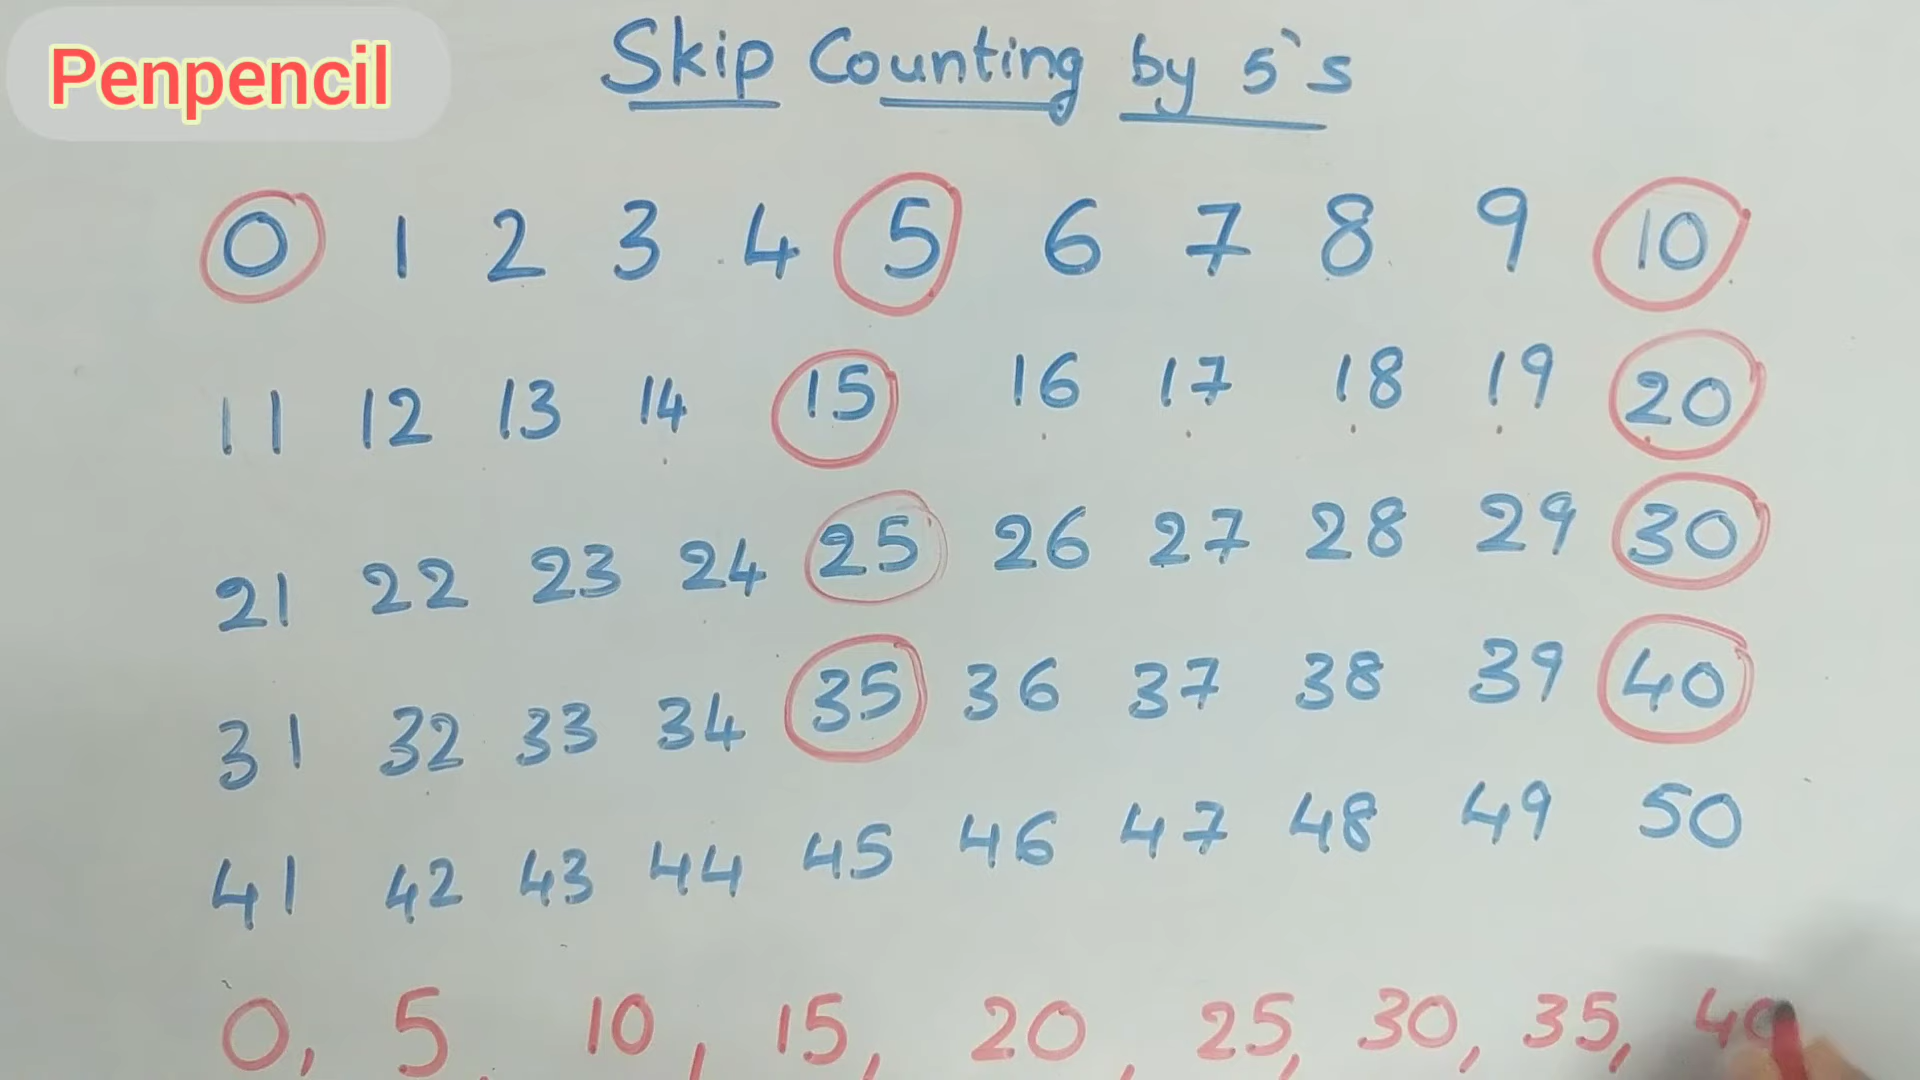 Penpencil
Skip Counting by 5's
0 1 2 3 4 5 6 7 8 9 10
11 12 13 14 15 16 17 18 19 20
21 22 23 24 25 26 27 28 29 30
31 32 33 34 35 36 37 38 39 40
41 42 43 44 45 46 47 48 49 50
0, 5, 10, 15, 20, 25, 30, 35, 40